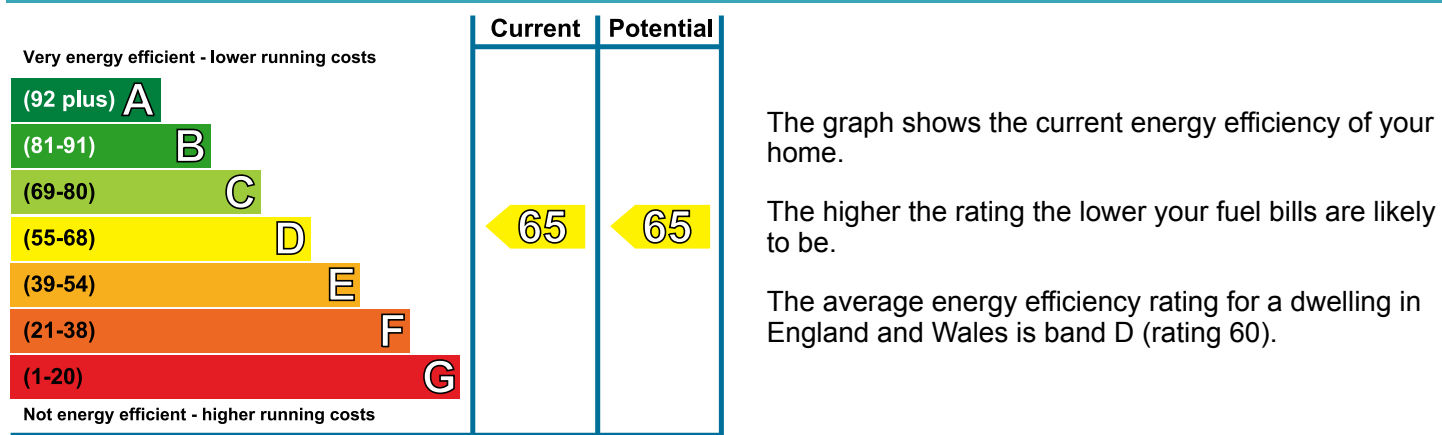 Current Potential
Very energy efficient - lower running costs
(92 plus) A
(81-91) B
(69-80) C
(55-68) D
65 65
(39-54) E
(21-38) F
(1-20) G
Not energy efficient - higher running costs
The graph shows the current energy efficiency of your
home.
The higher the rating the lower your fuel bills are likely
to be.
The average energy efficiency rating for a dwelling in
England and Wales is band D (rating 60).